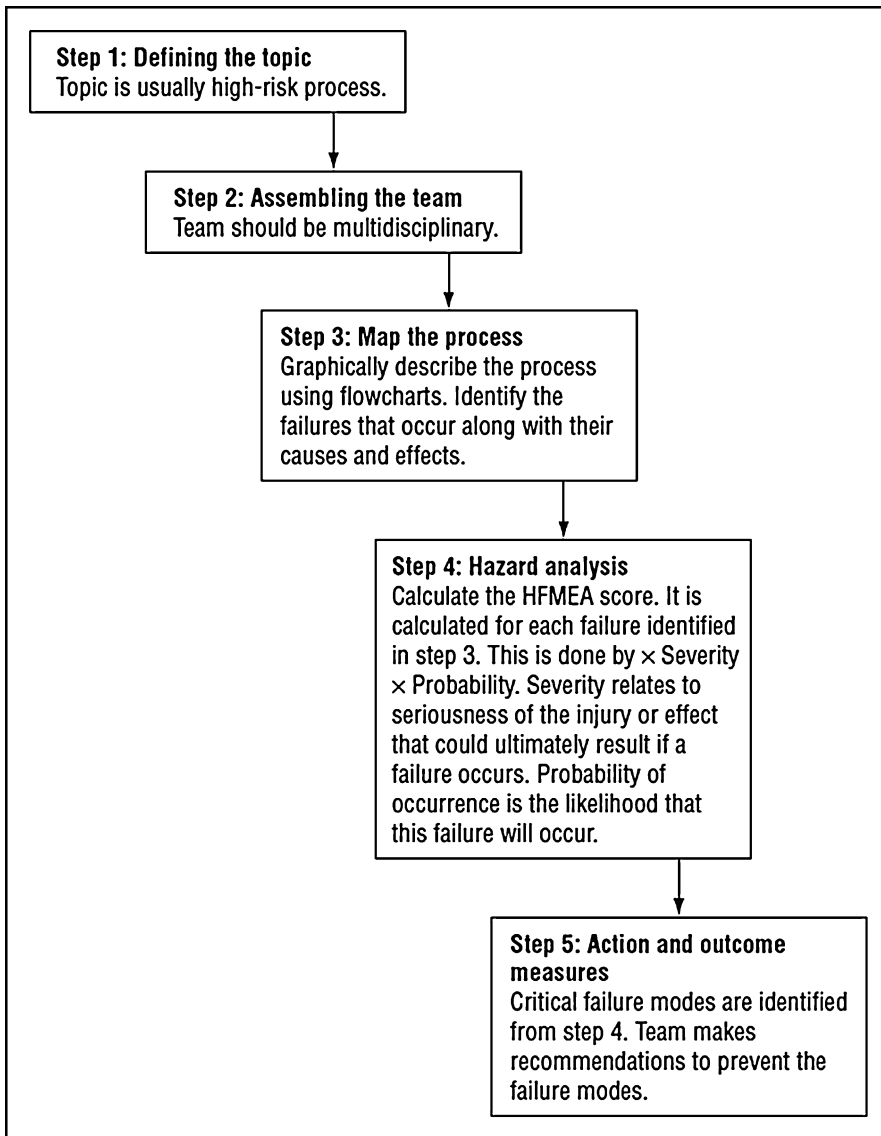 Step 1: Defining the topic
Topic is usually high-risk process.
Step 2: Assembling the team
Team should be multidisciplinary.
Step 3: Map the process
Graphically describe the process
using flowcharts. Identify the
failures that occur along with their
causes and effects.
Step 4: Hazard analysis
Calculate the HFMEA score. It is
calculated for each failure identified
in step 3. This is done by × Severity
× Probability. Severity relates to
seriousness of the injury or effect
that could ultimately result if a
failure occurs. Probability of
occurrence is the likelihood that
this failure will occur.
Step 5: Action and outcome
measures
Critical failure modes are identified
from step 4. Team makes
recommendations to prevent the
failure modes.